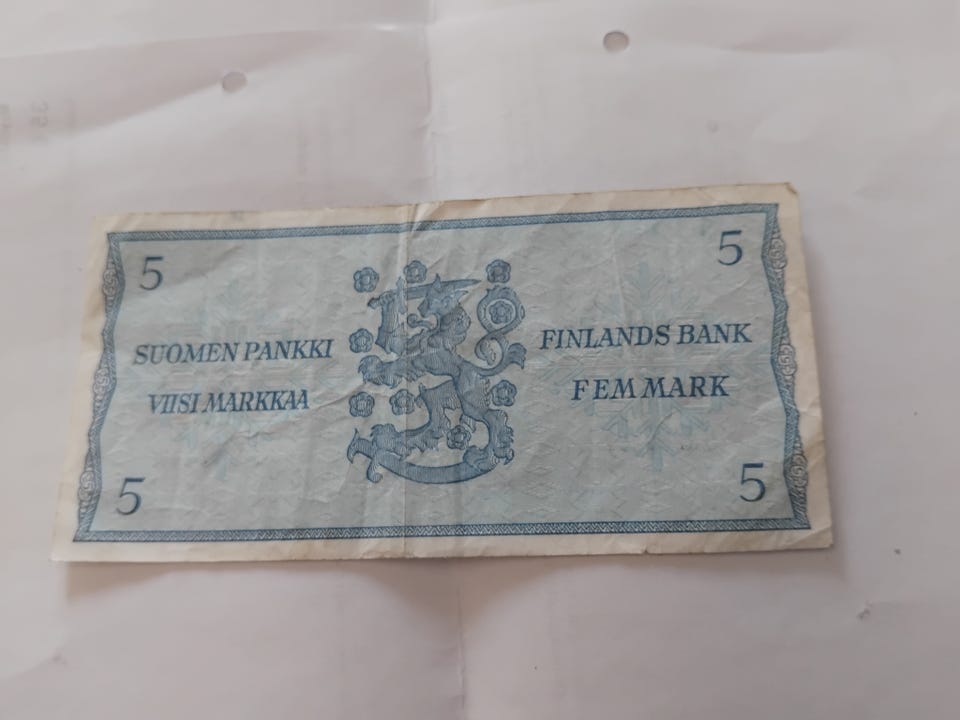 5
5
SUOMEN PANKKI
FINLANDS BANK
VIISI MARKKAA
FEM MARK
5
5